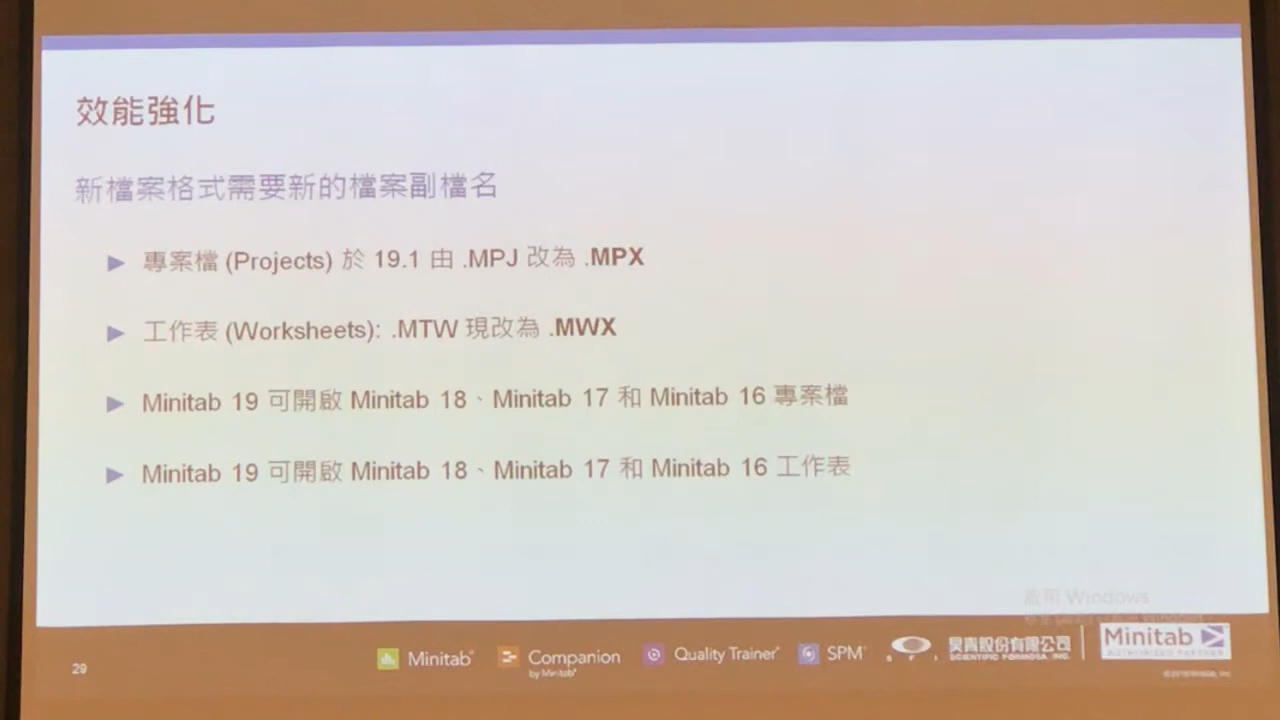 效能強化
新檔案格式需要新的檔案副檔名
▶ 專案檔 (Projects) 於 19.1 由 .MPJ 改為 .MPX
▶ 工作表 (Worksheets): .MTW 現改為 .MWX
▶ Minitab 19 可開啟 Minitab 18、Minitab 17 和 Minitab 16 專案檔
▶ Minitab 19 可開啟 Minitab 18、Minitab 17 和 Minitab 16 工作表
啟用 Windows
29
Minitab
Companion
by Minitab
Quality Trainer
SPM
S F I
昊青股份有限公司
SCIENTIFIC FORMOSA INC.
Minitab
AUTHORIZED PARTNER